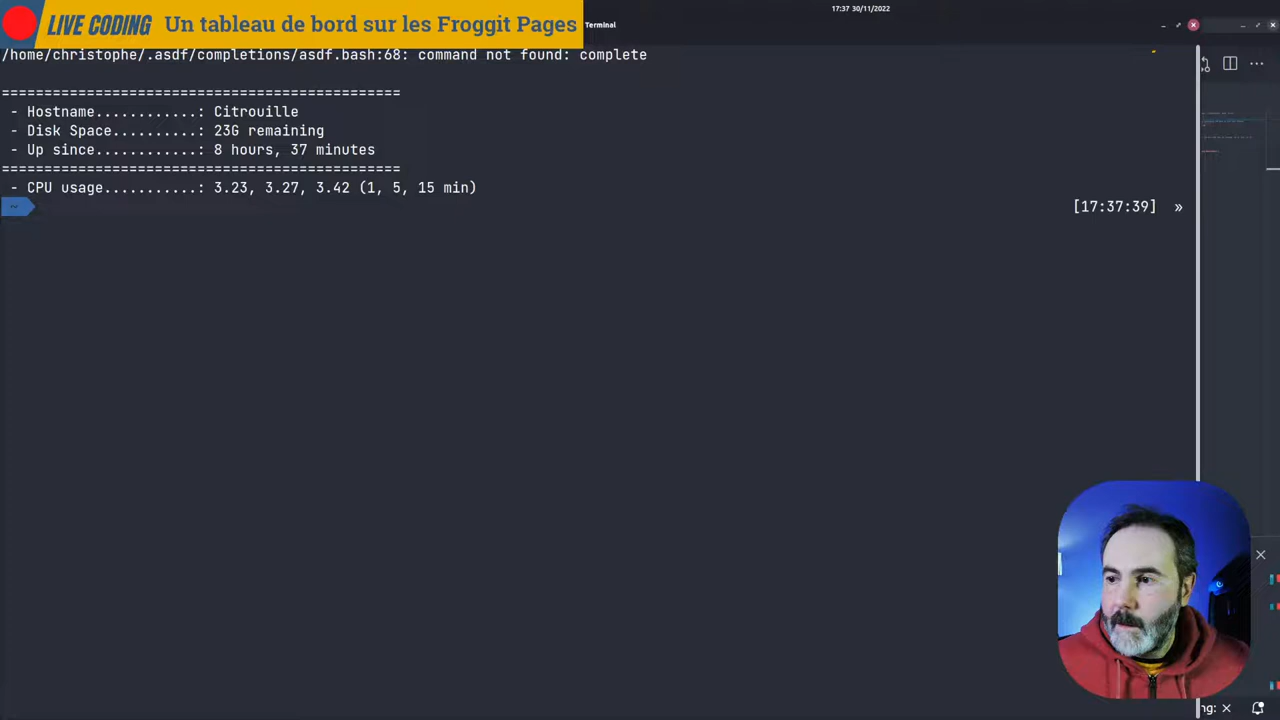 LIVE CODING Un tableau de bord sur les Froggit Pages
Terminal
17:37 30/11/2022
/home/christophe/.asdf/completions/asdf.bash:68: command not found: complete
===============================================
- Hostname............: Citrouille
- Disk Space..........: 23G remaining
- Up since............: 8 hours, 37 minutes
===============================================
- CPU usage...........: 3.23, 3.27, 3.42 (1, 5, 15 min)
~ [17:37:39] »
ng: